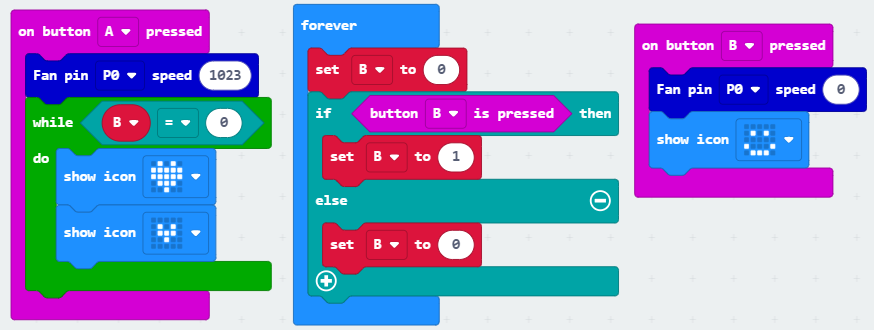 on button A pressed
Fan pin P0 speed 1023
while B = 0
do
show icon
show icon
forever
set B to 0
if button B is pressed then
set B to 1
else
set B to 0
on button B pressed
Fan pin P0 speed 0
show icon